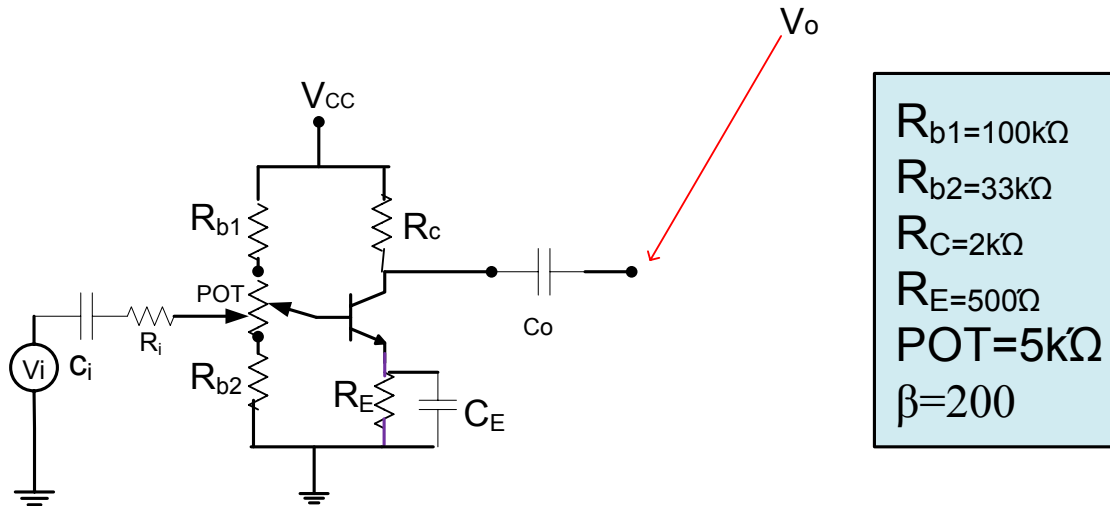 Vo
VCC
Rb1
Rc
POT
Ri
Vi
ci
Rb2
RE
CE
Co
Rb1=100kΩ
Rb2=33kΩ
RC=2kΩ
RE=500Ω
POT=5kΩ
β=200